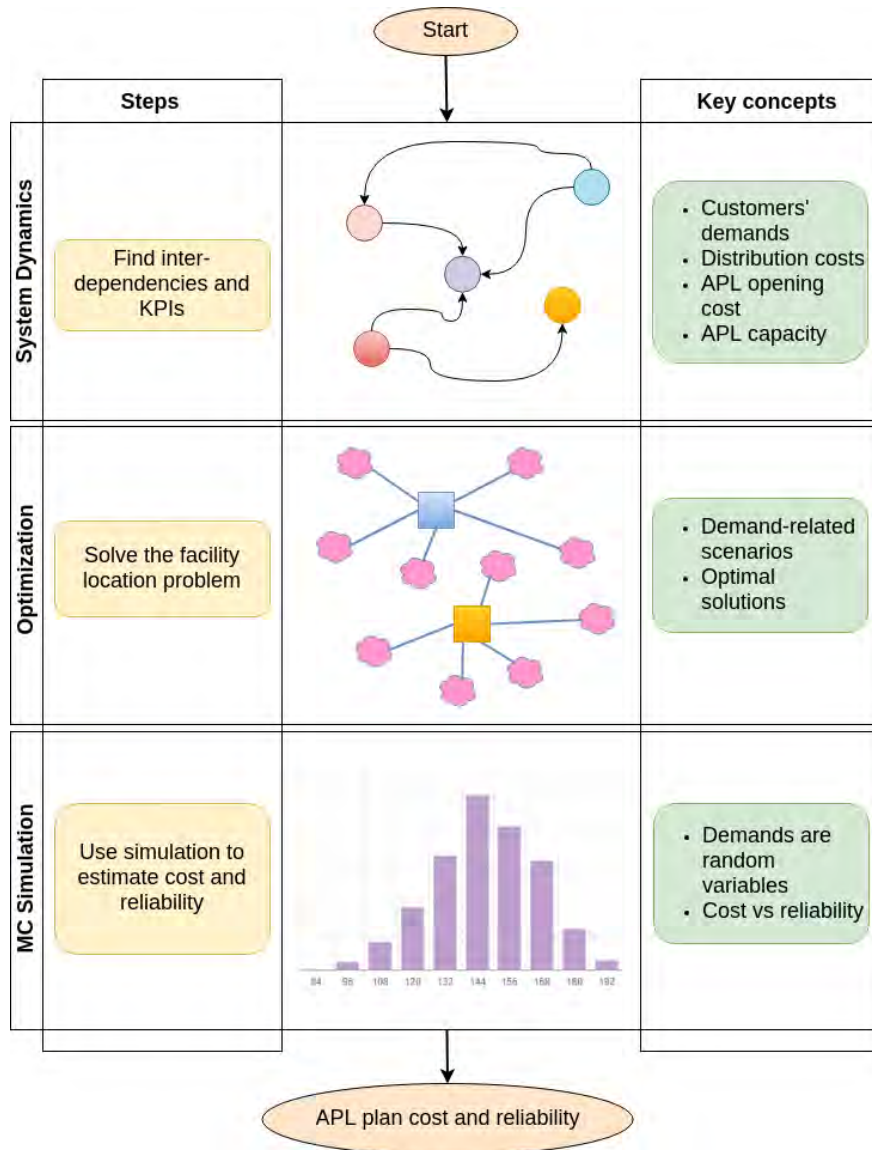 Start
Steps
Key concepts
System Dynamics
Find inter-
dependencies and
KPIs
• Customers'
demands
• Distribution costs
• APL opening
cost
• APL capacity
Optimization
Solve the facility
location problem
• Demand-related
scenarios
• Optimal
solutions
MC Simulation
Use simulation to
estimate cost and
reliability
84 96 108 120 132 144 156 168 180 192
• Demands are
random
variables
• Cost vs reliability
APL plan cost and reliability